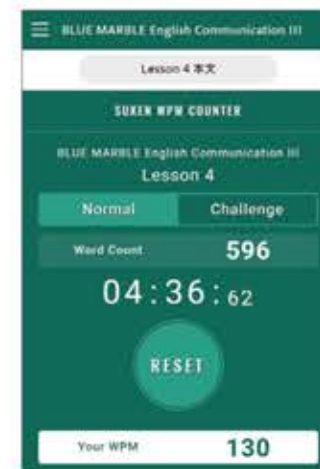 BLUE MARBLE English Communication III
Lesson 4 本文
SUKEN WPM COUNTER
BLUE MARBLE English Communication III
Lesson 4
Normal Challenge
Word Count 596
04:36:62
RESET
Your WPM 130